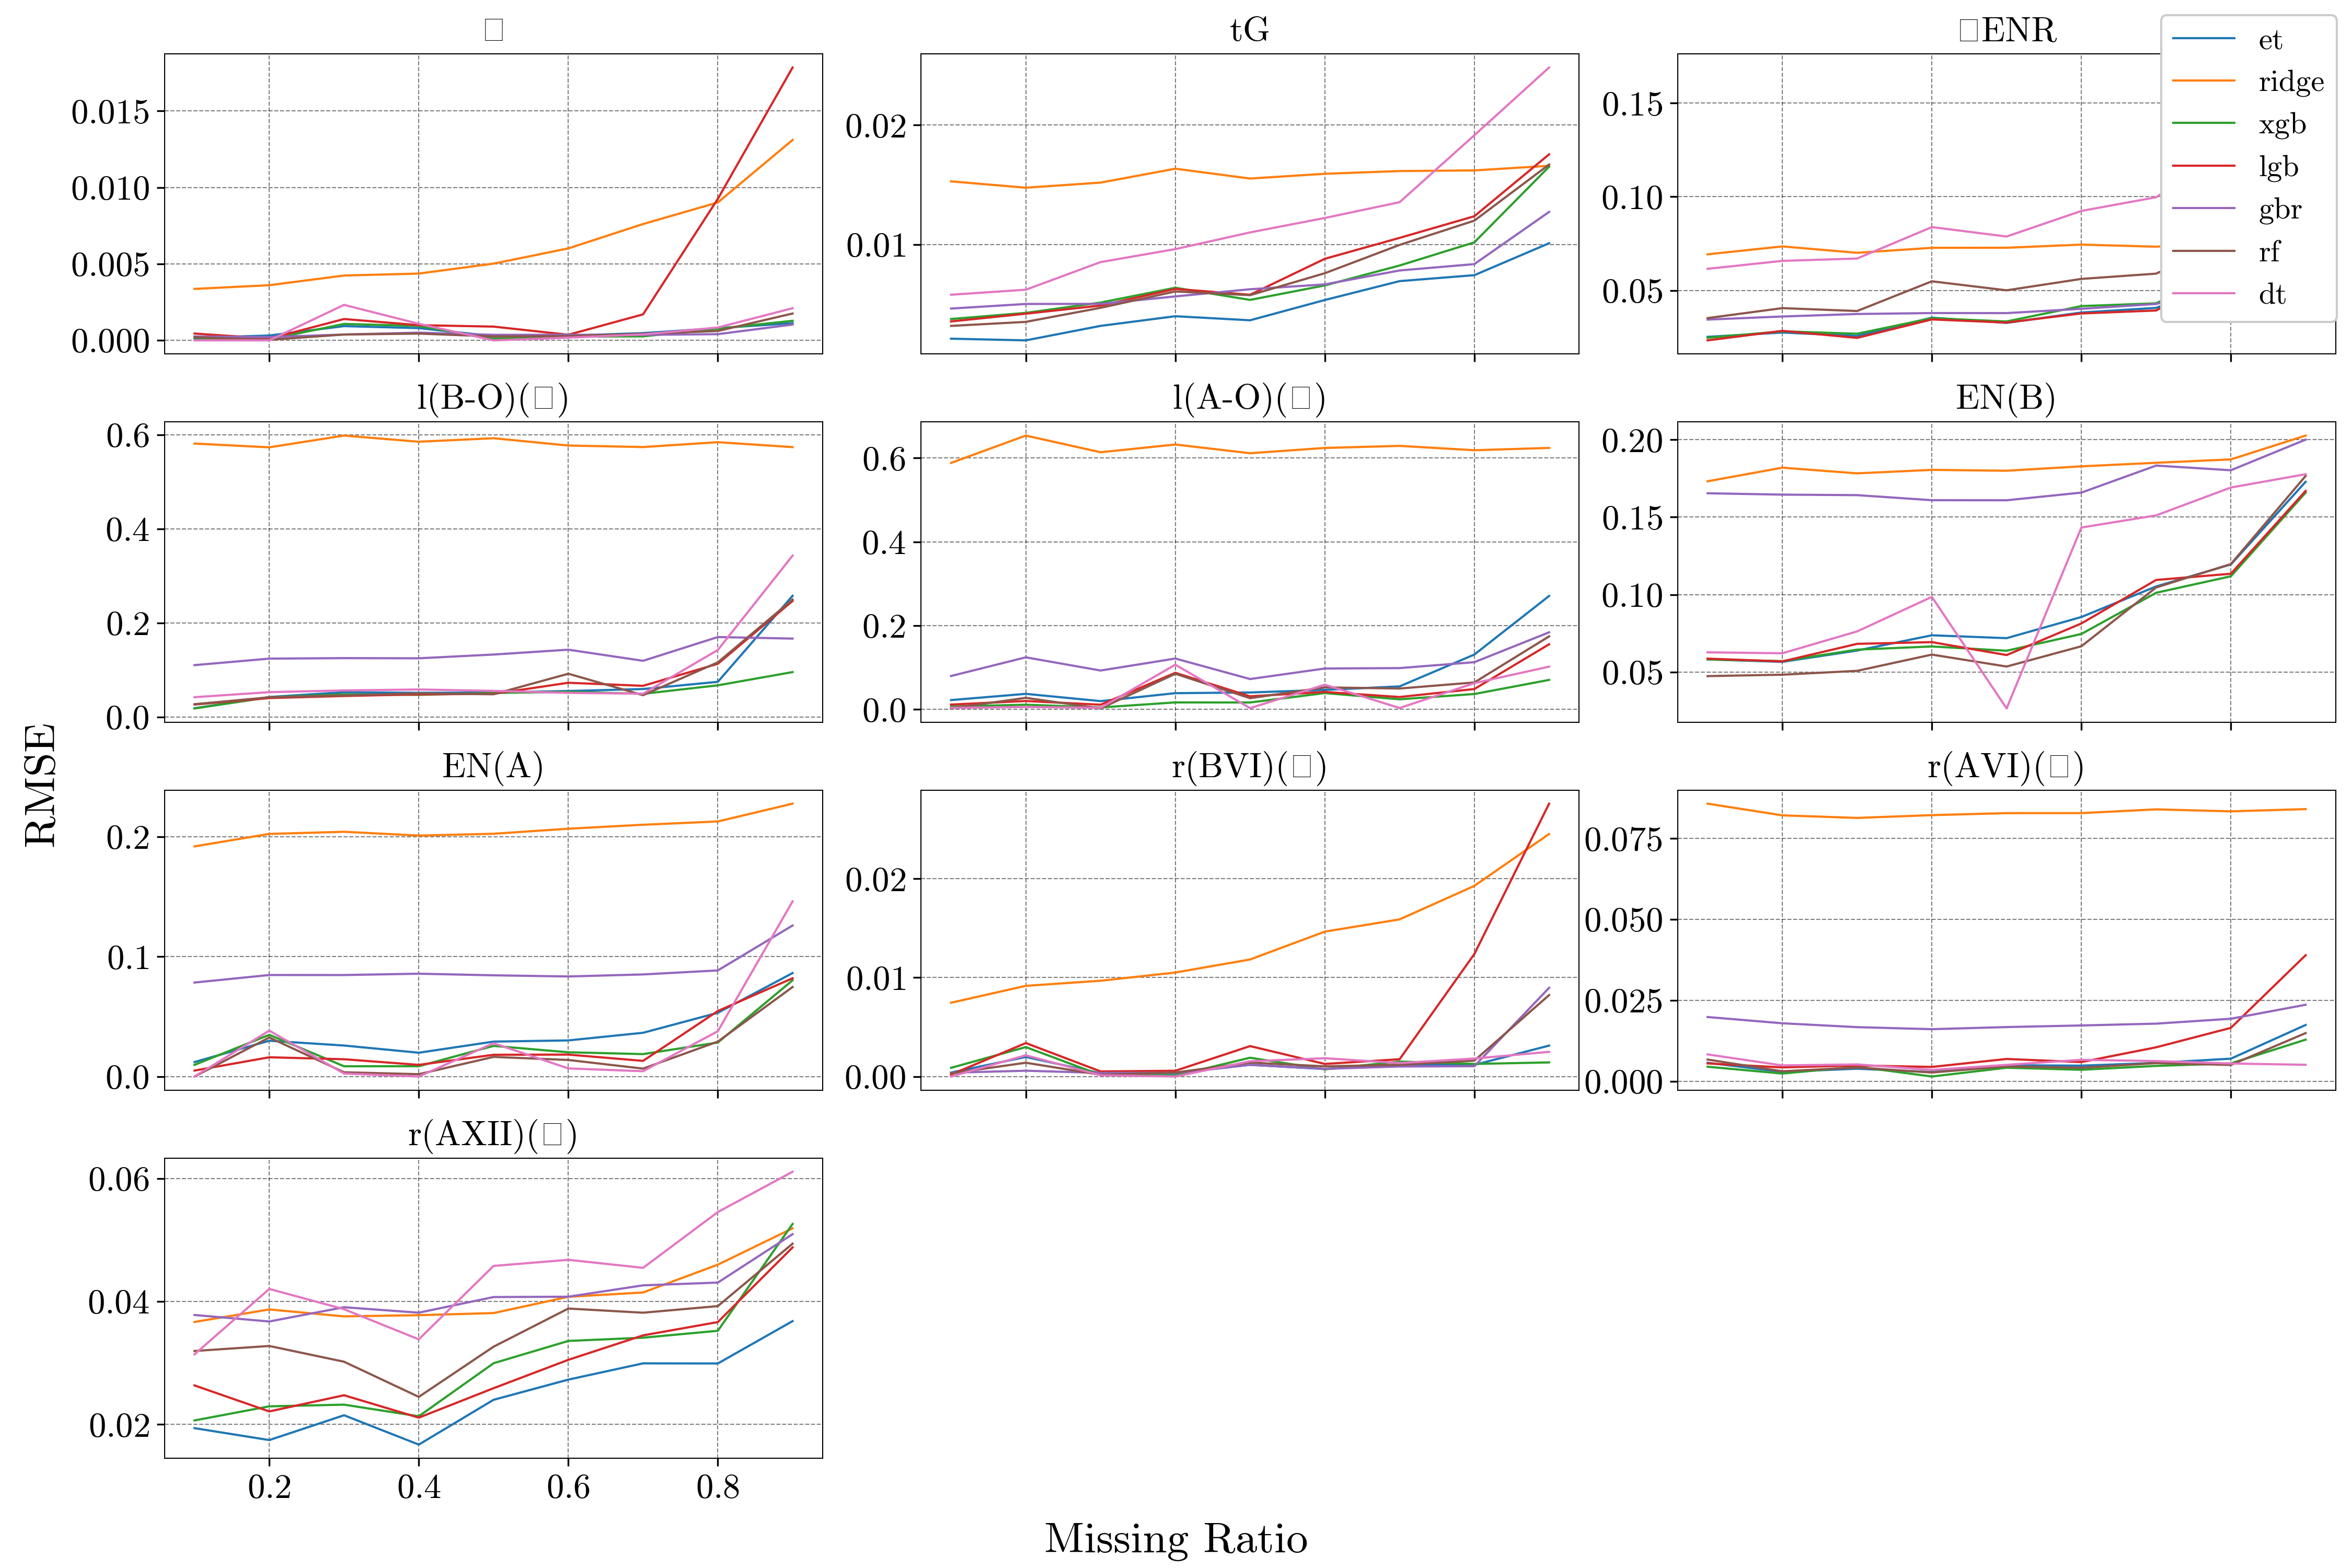 □
0.015
0.010
0.005
0.000
tG
0.02
0.01
□ENR
0.15
0.10
0.05
et
ridge
xgb
lgb
gbr
rf
dt
l(B-O)(□)
0.6
0.4
0.2
0.0
l(A-O)(□)
0.6
0.4
0.2
0.0
EN(B)
0.20
0.15
0.10
0.05
EN(A)
0.2
0.1
0.0
r(BVI)(□)
0.02
0.01
0.00
r(AVI)(□)
0.075
0.050
0.025
0.000
r(AXII)(□)
0.06
0.04
0.02
0.2 0.4 0.6 0.8
RMSE
Missing Ratio